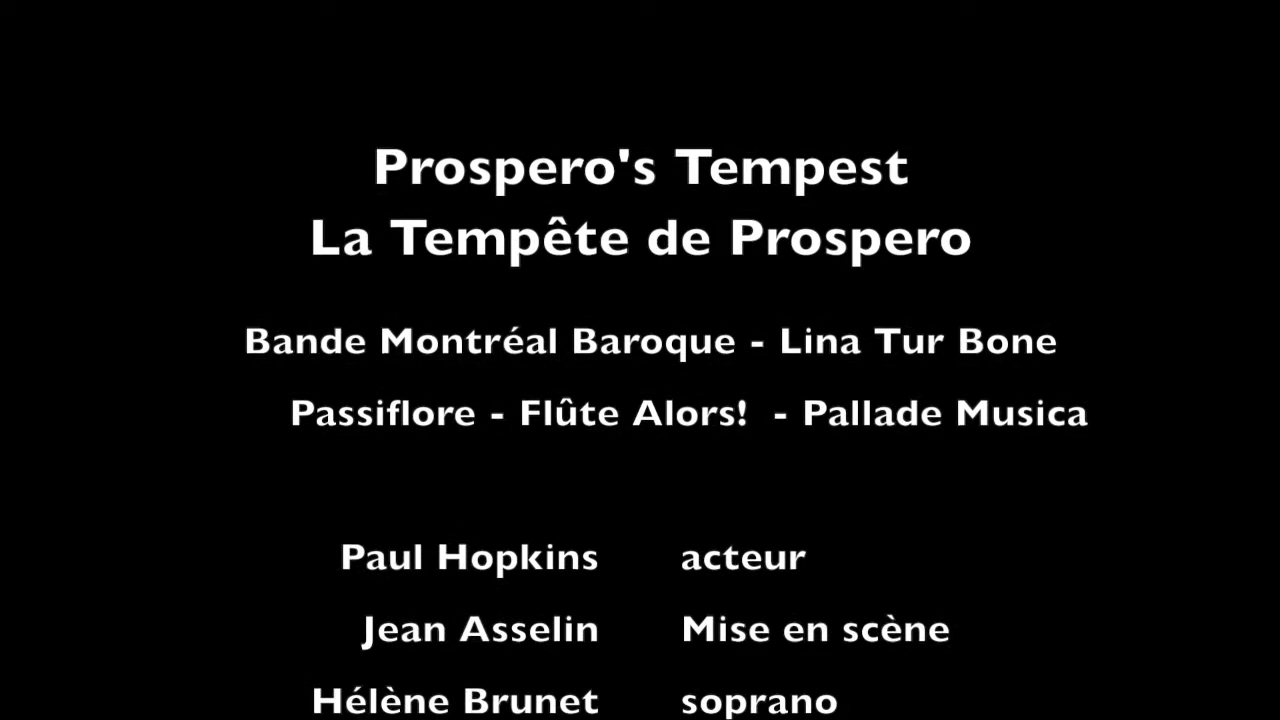 Prospero's Tempest
La Tempête de Prospero
Bande Montréal Baroque - Lina Tur Bone
Passiflore - Flûte Alors! - Pallade Musica
Paul Hopkins acteur
Jean Asselin Mise en scène
Hélène Brunet soprano